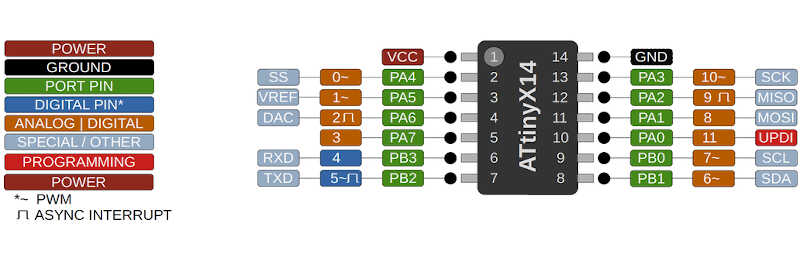 POWER
GROUND
PORT PIN
DIGITAL PIN*
ANALOG | DIGITAL
SPECIAL / OTHER
PROGRAMMING
POWER
*~ PWM
ASYNC INTERRUPT
VCC 1 14 GND
SS 0~ PA4 2 13 PA3 10~ SCK
VREF 1~ PA5 3 12 PA2 9 MISO
DAC 2 PA6 4 11 PA1 8 MOSI
3 PA7 5 10 PA0 11 UPDI
RXD 4 PB3 6 9 PB0 7~ SCL
TXD 5~ PB2 7 8 PB1 6~ SDA
ATtinyX14